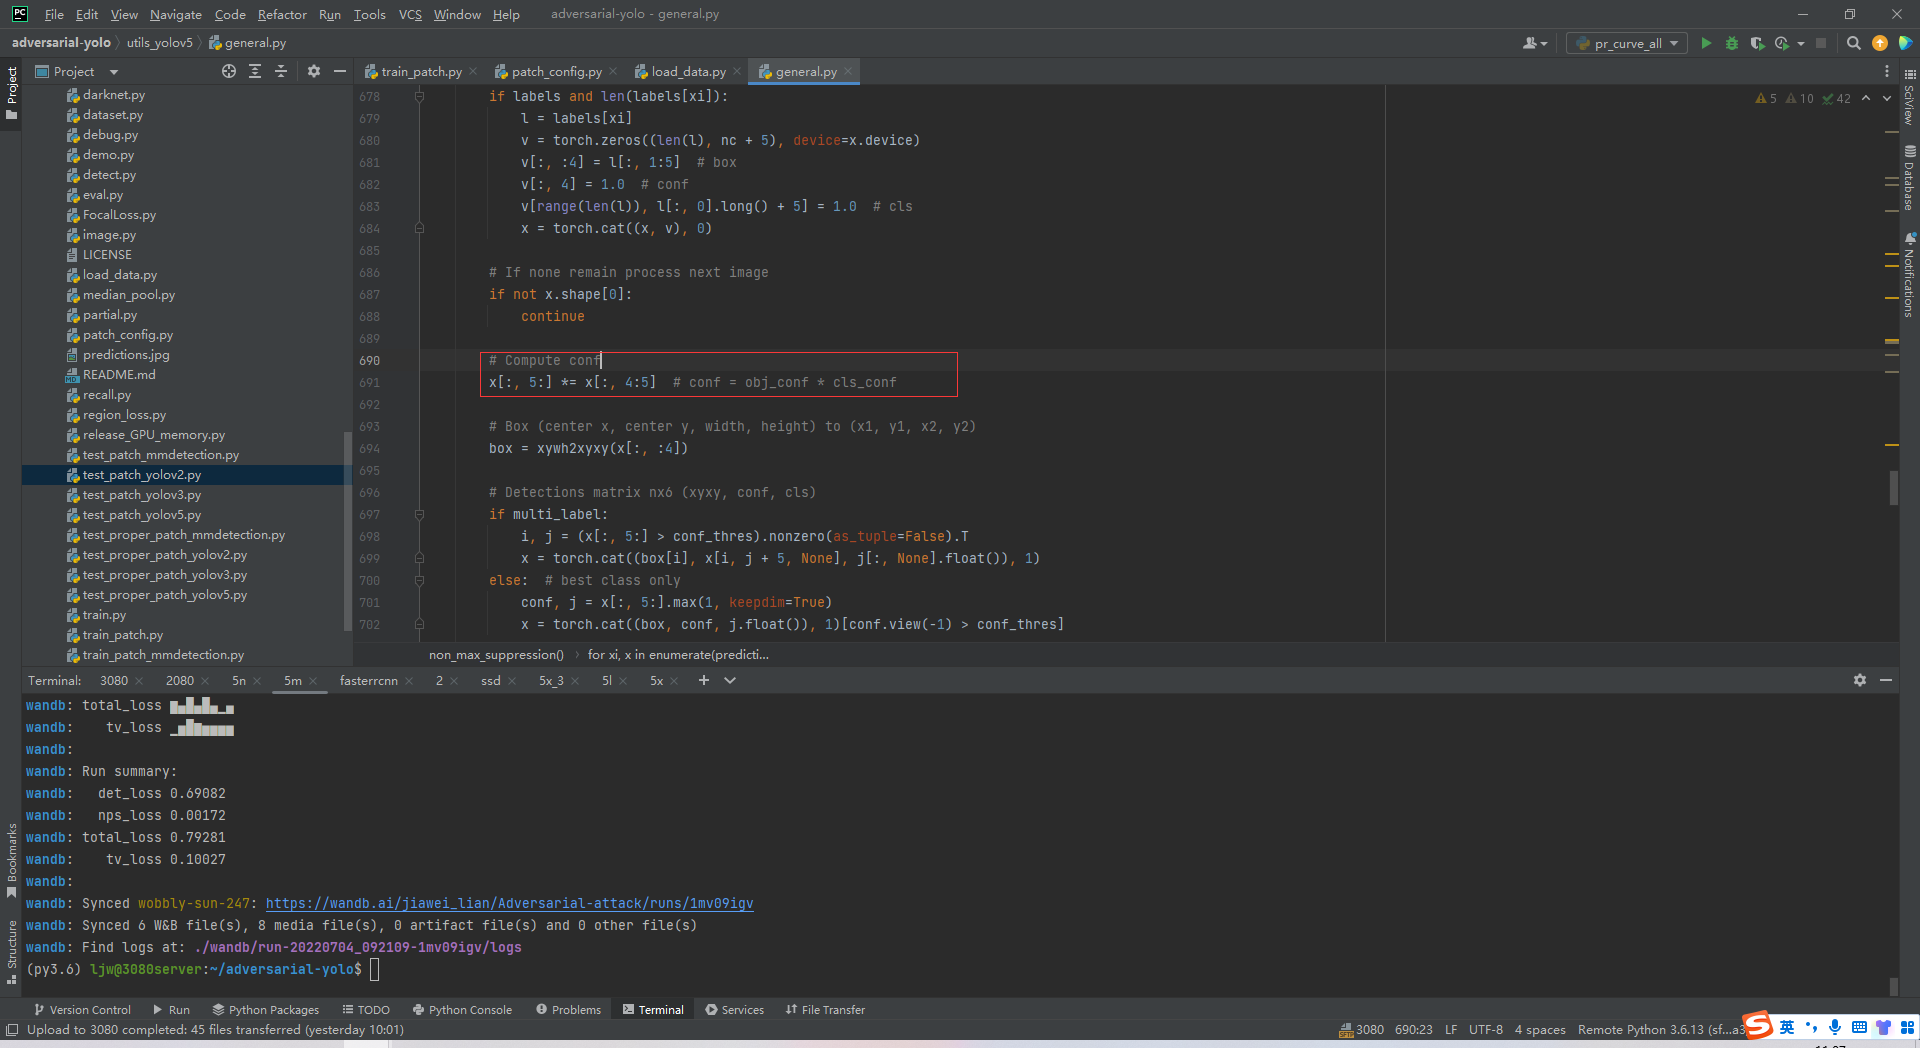 File Edit View Navigate Code Refactor Run Tools VCS Window Help adversarial-yolo - general.py
adversarial-yolo utils_yolov5 general.py pr_curve_all
Project
Project train_patch.py patch_config.py load_data.py general.py
darknet.py
dataset.py
debug.py
demo.py
detect.py
eval.py
FocalLoss.py
image.py
LICENSE
load_data.py
median_pool.py
partial.py
patch_config.py
predictions.jpg
README.md
recall.py
region_loss.py
release_GPU_memory.py
test_patch_mmdetection.py
test_patch_yolov2.py
test_patch_yolov3.py
test_patch_yolov5.py
test_proper_patch_mmdetection.py
test_proper_patch_yolov2.py
test_proper_patch_yolov3.py
test_proper_patch_yolov5.py
train.py
train_patch.py
train_patch_mmdetection.py
5 10 42
678 if labels and len(labels[xi]):
679 l = labels[xi]
680 v = torch.zeros((len(l), nc + 5), device=x.device)
681 v[:, :4] = l[:, 1:5]  # box
682 v[:, 4] = 1.0  # conf
683 v[range(len(l)), l[:, 0].long() + 5] = 1.0  # cls
684 x = torch.cat((x, v), 0)
685
686 # If none remain process next image
687 if not x.shape[0]:
688 continue
689
690 # Compute conf
691 x[:, 5:] *= x[:, 4:5]  # conf = obj_conf * cls_conf
692
693 # Box (center x, center y, width, height) to (x1, y1, x2, y2)
694 box = xywh2xyxy(x[:, :4])
695
696 # Detections matrix nx6 (xyxy, conf, cls)
697 if multi_label:
698 i, j = (x[:, 5:] > conf_thres).nonzero(as_tuple=False).T
699 x = torch.cat((box[i], x[i, j + 5, None], j[:, None].float()), 1)
700 else:  # best class only
701 conf, j = x[:, 5:].max(1, keepdim=True)
702 x = torch.cat((box, conf, j.float()), 1)[conf.view(-1) > conf_thres]
non_max_suppression() for xi, x in enumerate(predicti...
SciView
Database
Notifications
Terminal: 3080 2080 5n 5m fasterrcnn 2 ssd 5x_3 5l 5x
wandb: total_loss
wandb: tv_loss
wandb:
wandb: Run summary:
wandb: det_loss 0.69082
wandb: nps_loss 0.00172
wandb: total_loss 0.79281
wandb: tv_loss 0.10027
wandb:
wandb: Synced wobbly-sun-247: https://wandb.ai/jiawei_lian/Adversarial-attack/runs/1mv09igv
wandb: Synced 6 W&B file(s), 8 media file(s), 0 artifact file(s) and 0 other file(s)
wandb: Find logs at: ./wandb/run-20220704_092109-1mv09igv/logs
(py3.6) ljw@3080server:~/adversarial-yolo$
Bookmarks
Structure
Version Control Run Python Packages TODO Python Console Problems Terminal Services File Transfer
Upload to 3080 completed: 45 files transferred (yesterday 10:01) 3080 690:23 LF UTF-8 4 spaces Remote Python 3.6.13 (sf...a3 英